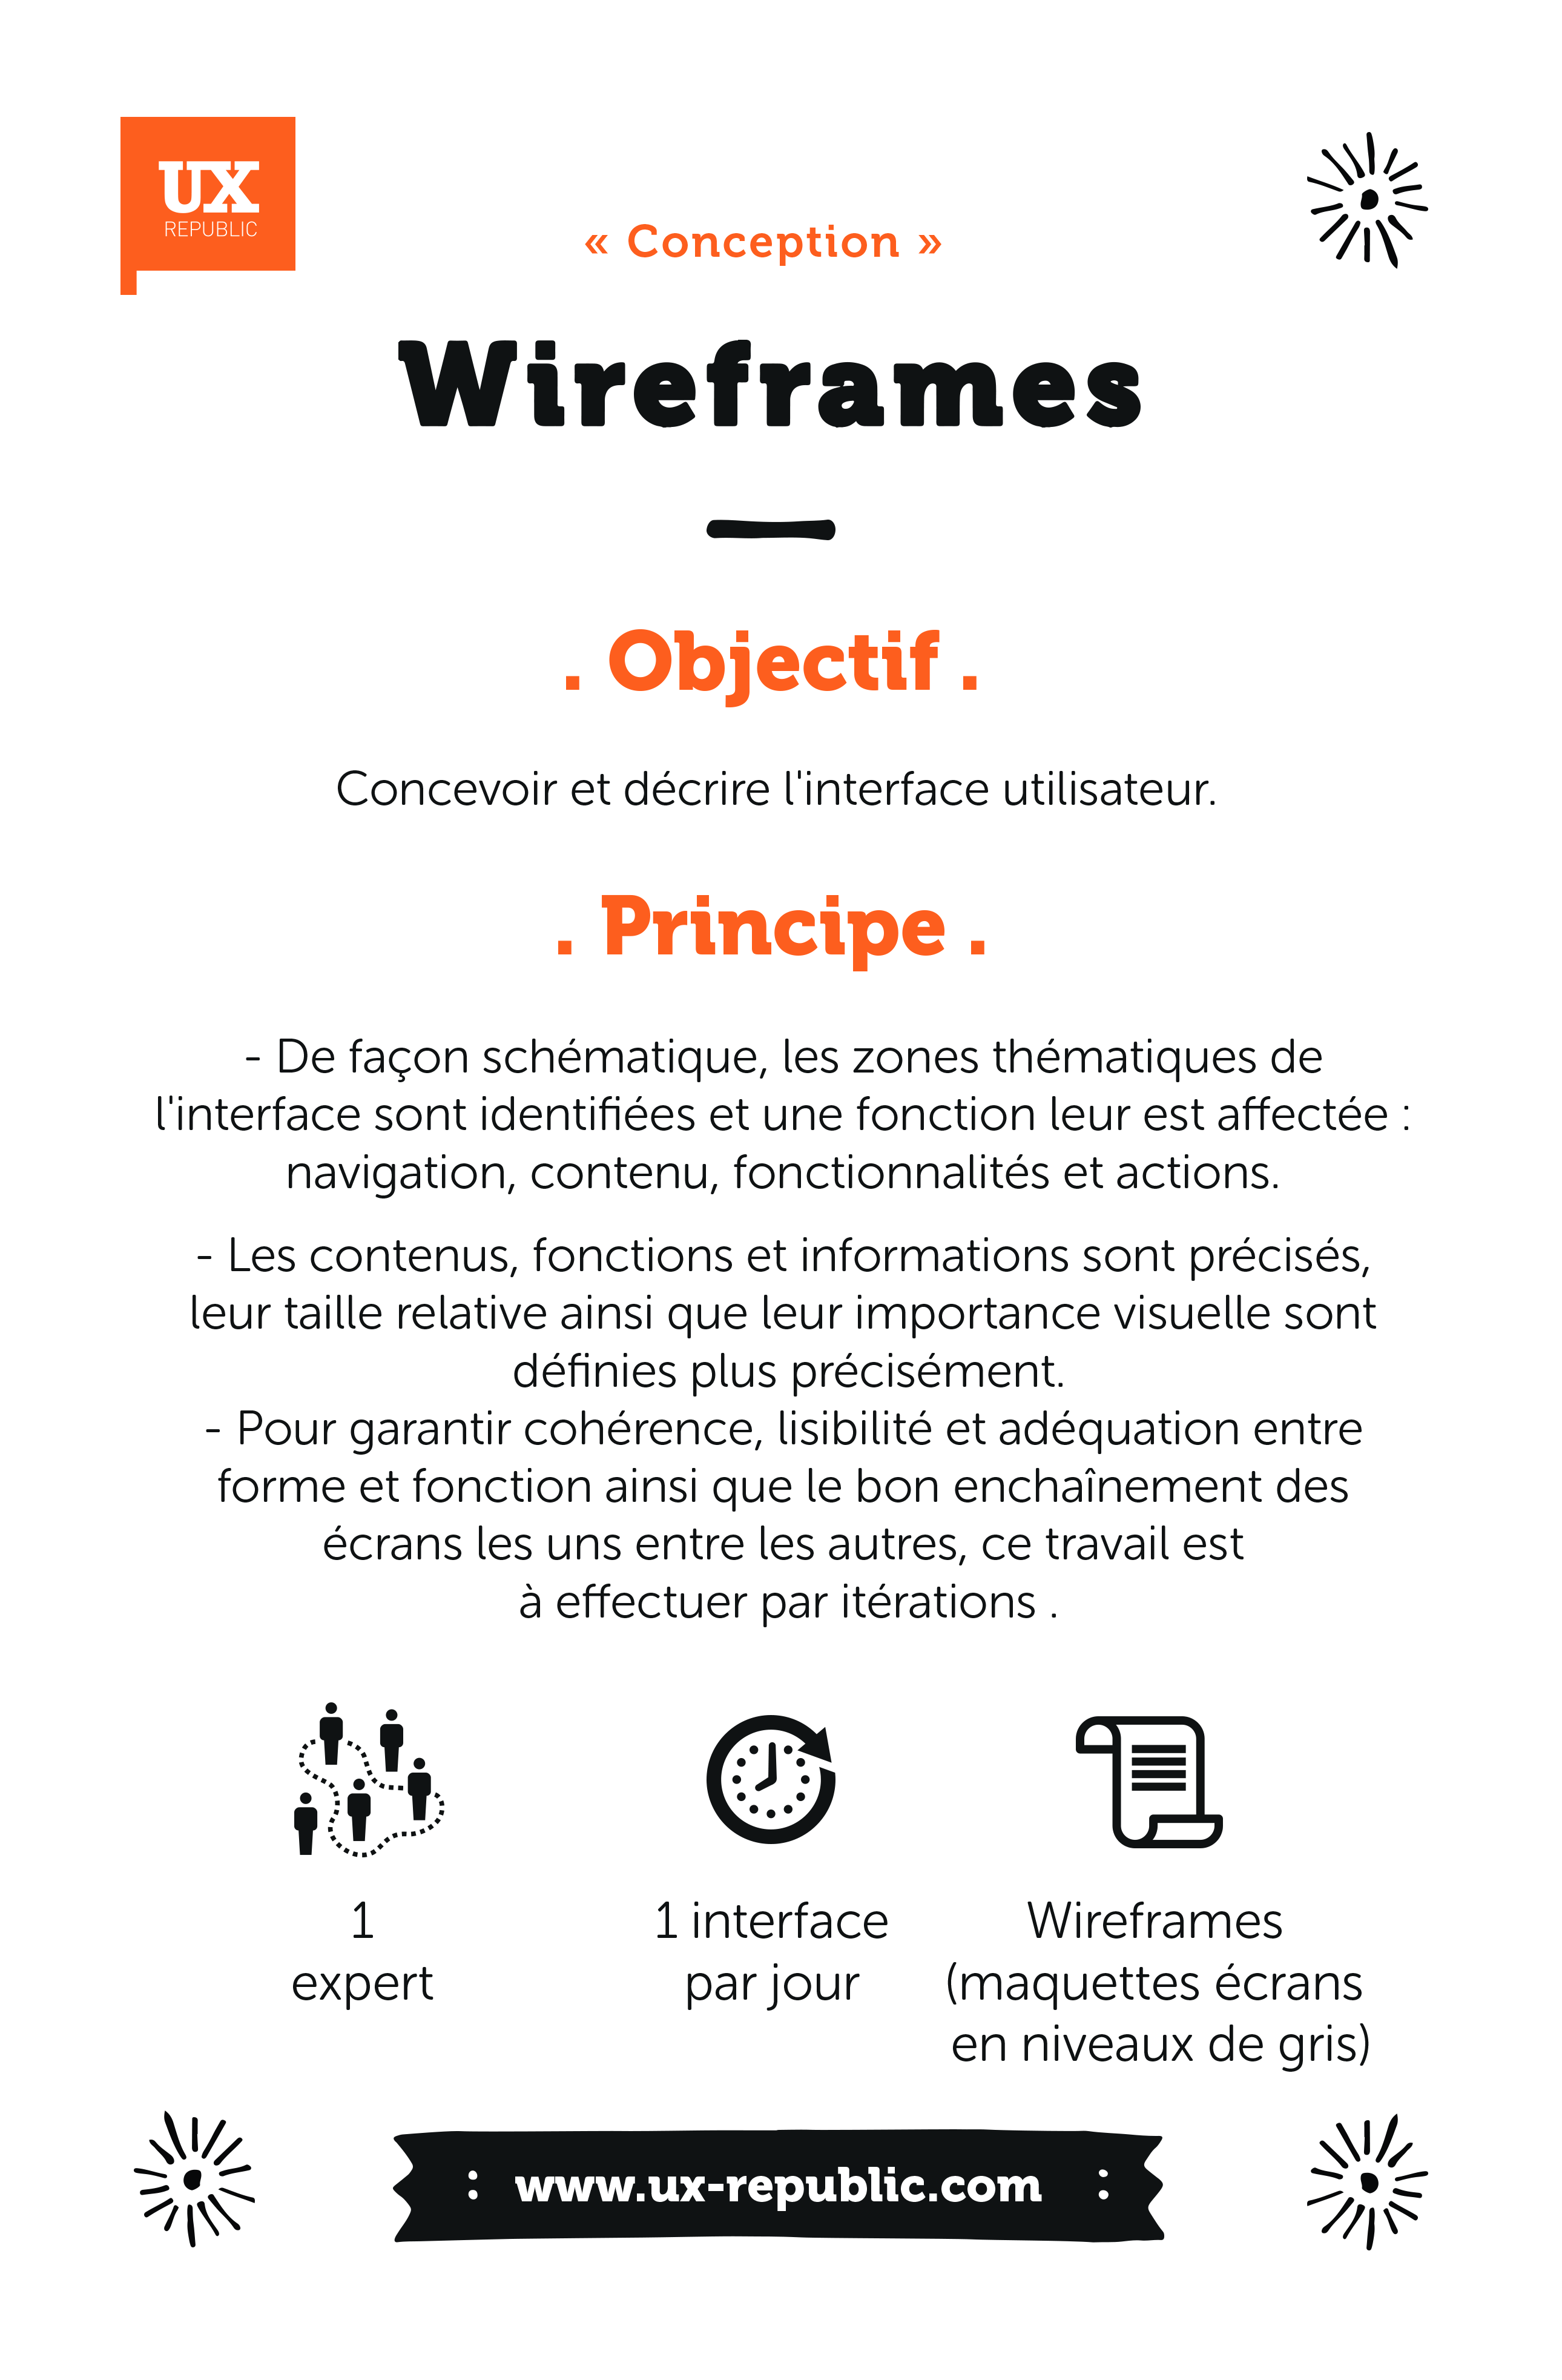 UX
REPUBLIC
« Conception »
Wireframes
. Objectif .
Concevoir et décrire l'interface utilisateur.
. Principe .
- De façon schématique, les zones thématiques de
l'interface sont identifiées et une fonction leur est affectée :
navigation, contenu, fonctionnalités et actions.
- Les contenus, fonctions et informations sont précisés,
leur taille relative ainsi que leur importance visuelle sont
définies plus précisément.
- Pour garantir cohérence, lisibilité et adéquation entre
forme et fonction ainsi que le bon enchaînement des
écrans les uns entre les autres, ce travail est
à effectuer par itérations .
1
expert
1 interface
par jour
Wireframes
(maquettes écrans
en niveaux de gris)
: www.ux-republic.com :